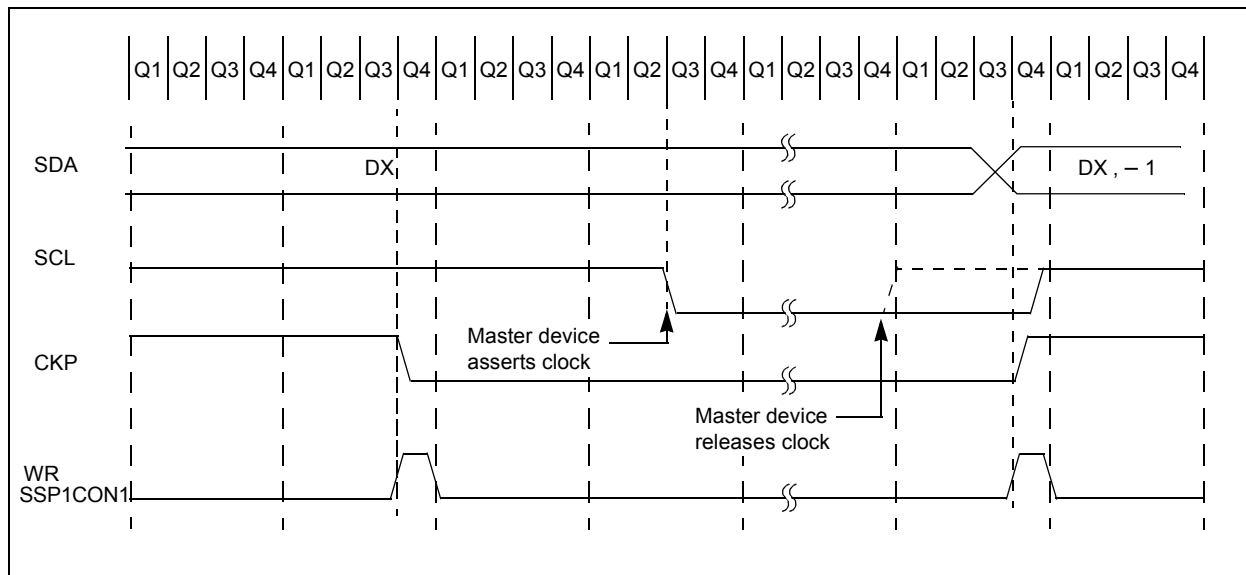 Q1 Q2 Q3 Q4 Q1 Q2 Q3 Q4 Q1 Q2 Q3 Q4 Q1 Q2 Q3 Q4 Q1 Q2 Q3 Q4 Q1 Q2 Q3 Q4 Q1 Q2 Q3 Q4
SDA
DX
DX , – 1
SCL
Master device
asserts clock
CKP
Master device
releases clock
WR
SSP1CON1